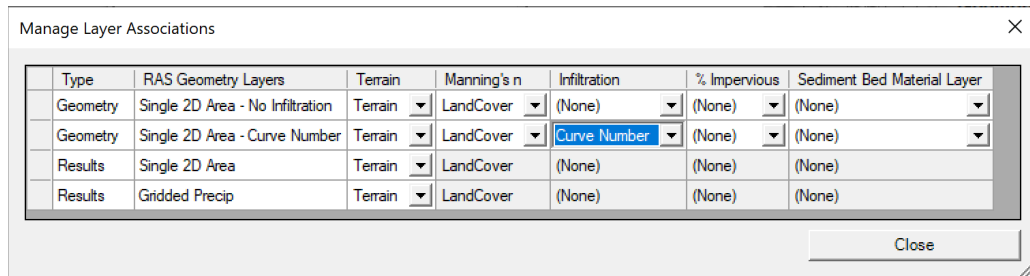 Manage Layer Associations
Type RAS Geometry Layers Terrain Manning's n Infiltration % Impervious Sediment Bed Material Layer
Geometry Single 2D Area - No Infiltration Terrain LandCover (None) (None) (None)
Geometry Single 2D Area - Curve Number Terrain LandCover Curve Number (None) (None)
Results Single 2D Area Terrain LandCover (None) (None) (None)
Results Gridded Precip Terrain LandCover (None) (None) (None)
Close